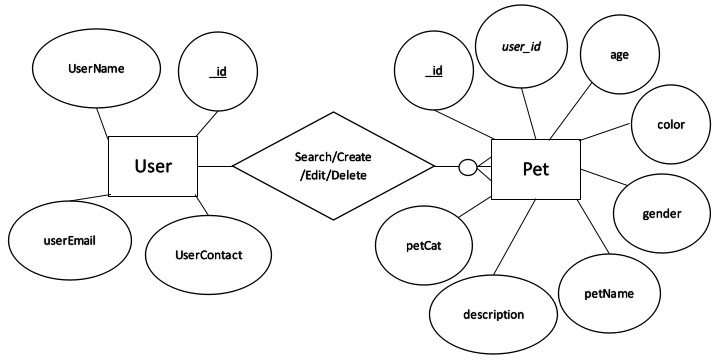 UserName
_id
User
userEmail
UserContact
Search/Create
/Edit/Delete
_id
user_id
age
color
Pet
gender
petCat
description
petName